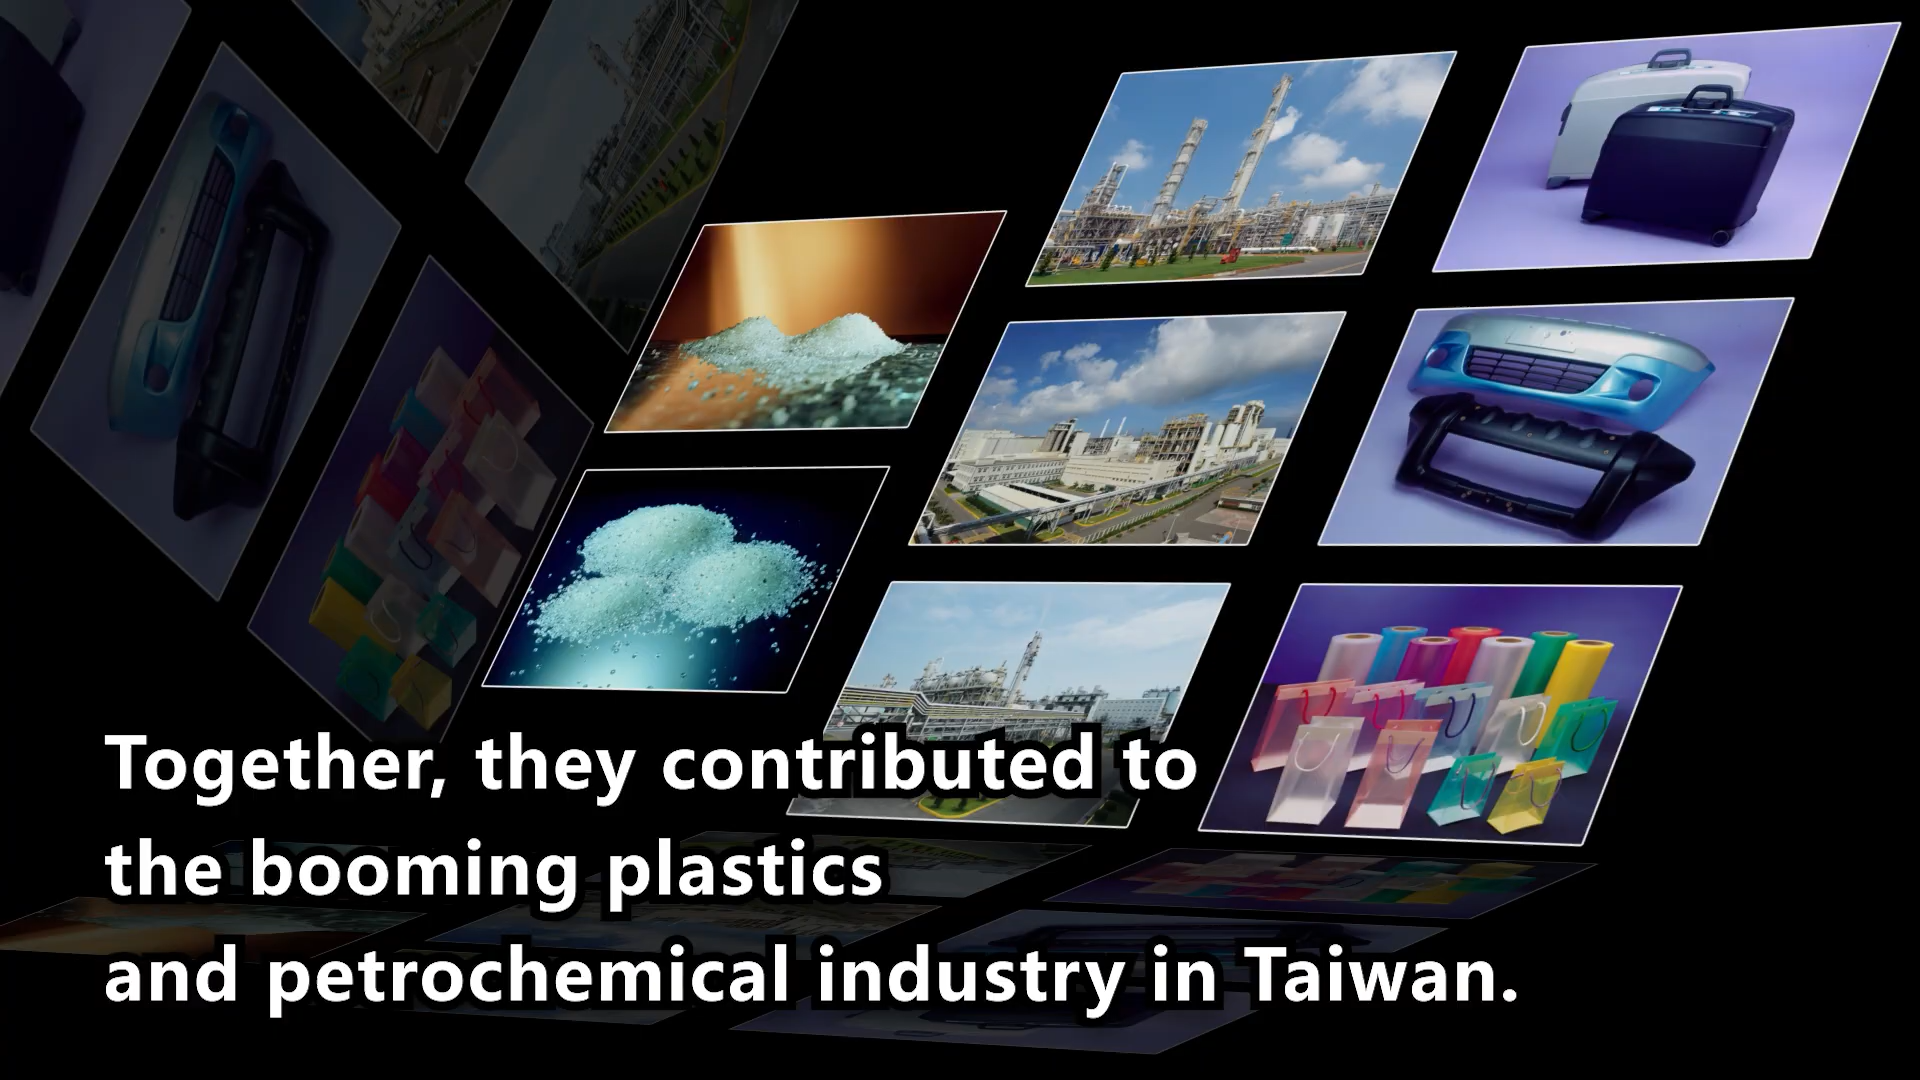 Together, they contributed to
the booming plastics
and petrochemical industry in Taiwan.